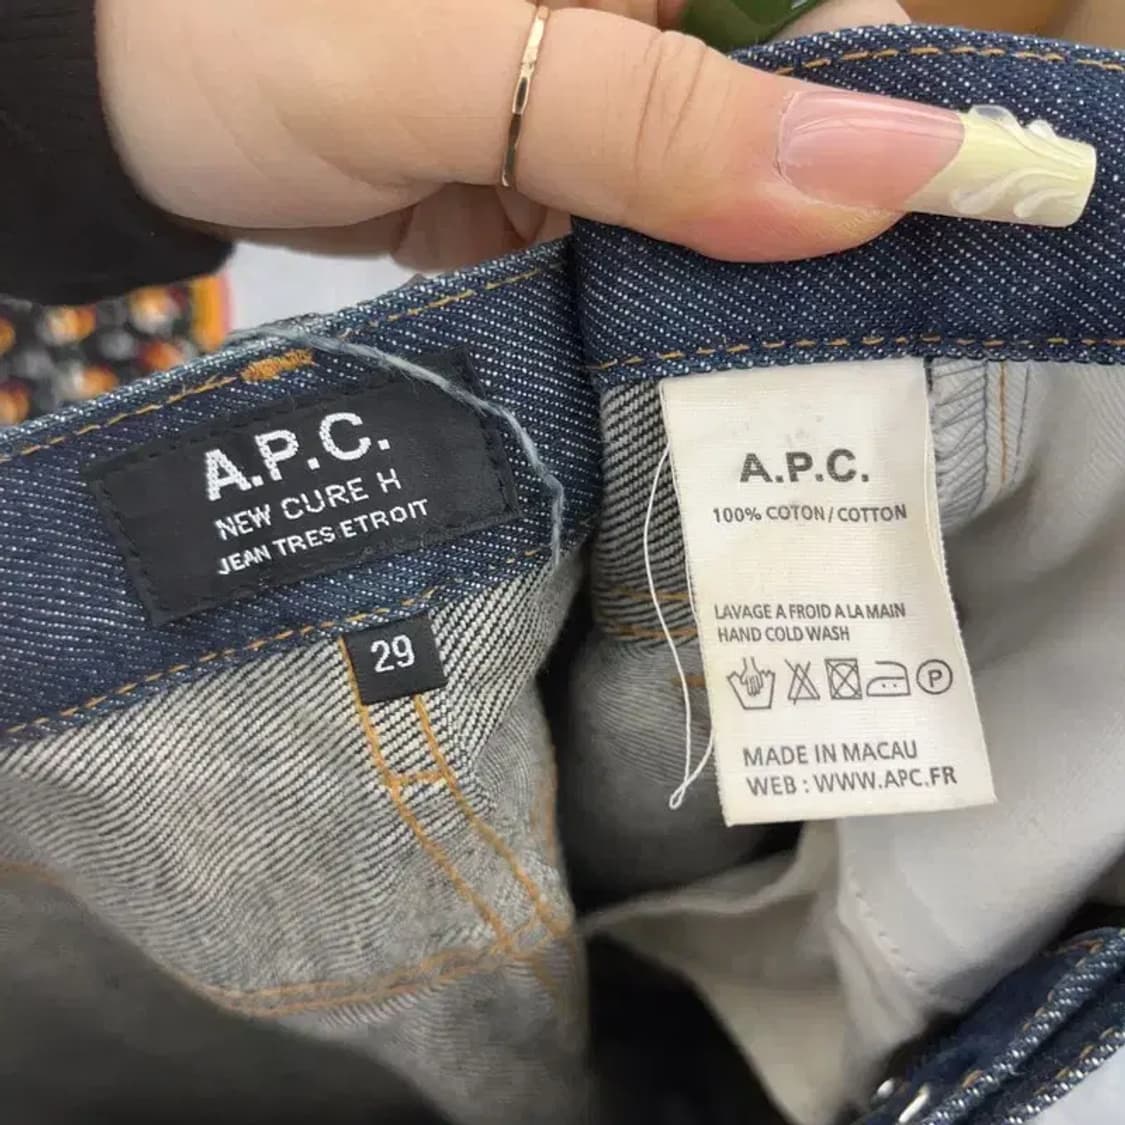 A.P.C.
NEW CURE H
JEAN TRES ETROIT
29
A.P.C.
100% COTON/COTTON
LAVAGE A FROID A LA MAIN
HAND COLD WASH
P
MADE IN MACAU
WEB : WWW.APC.FR